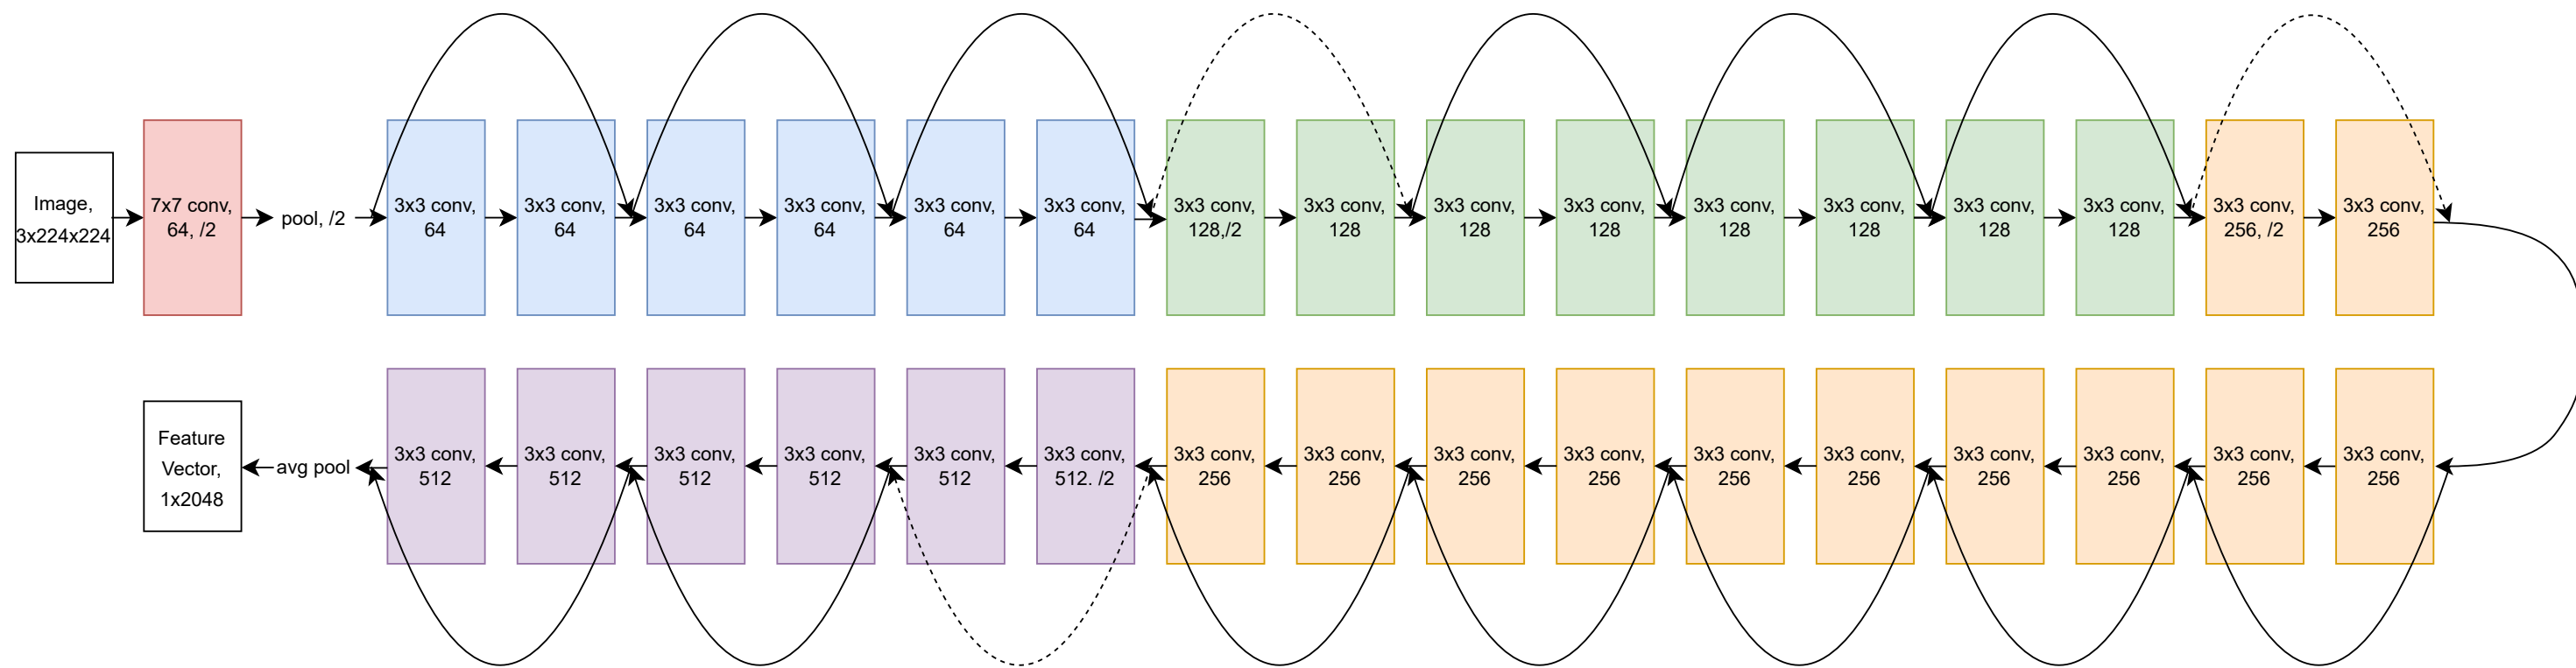 Image,
3x224x224
7x7 conv,
64, /2
pool, /2
3x3 conv,
64
3x3 conv,
64
3x3 conv,
64
3x3 conv,
64
3x3 conv,
64
3x3 conv,
64
3x3 conv,
128,/2
3x3 conv,
128
3x3 conv,
128
3x3 conv,
128
3x3 conv,
128
3x3 conv,
128
3x3 conv,
128
3x3 conv,
128
3x3 conv,
256, /2
3x3 conv,
256
Feature
Vector,
1x2048
avg pool
3x3 conv,
512
3x3 conv,
512
3x3 conv,
512
3x3 conv,
512
3x3 conv,
512
3x3 conv,
512. /2
3x3 conv,
256
3x3 conv,
256
3x3 conv,
256
3x3 conv,
256
3x3 conv,
256
3x3 conv,
256
3x3 conv,
256
3x3 conv,
256
3x3 conv,
256
3x3 conv,
256